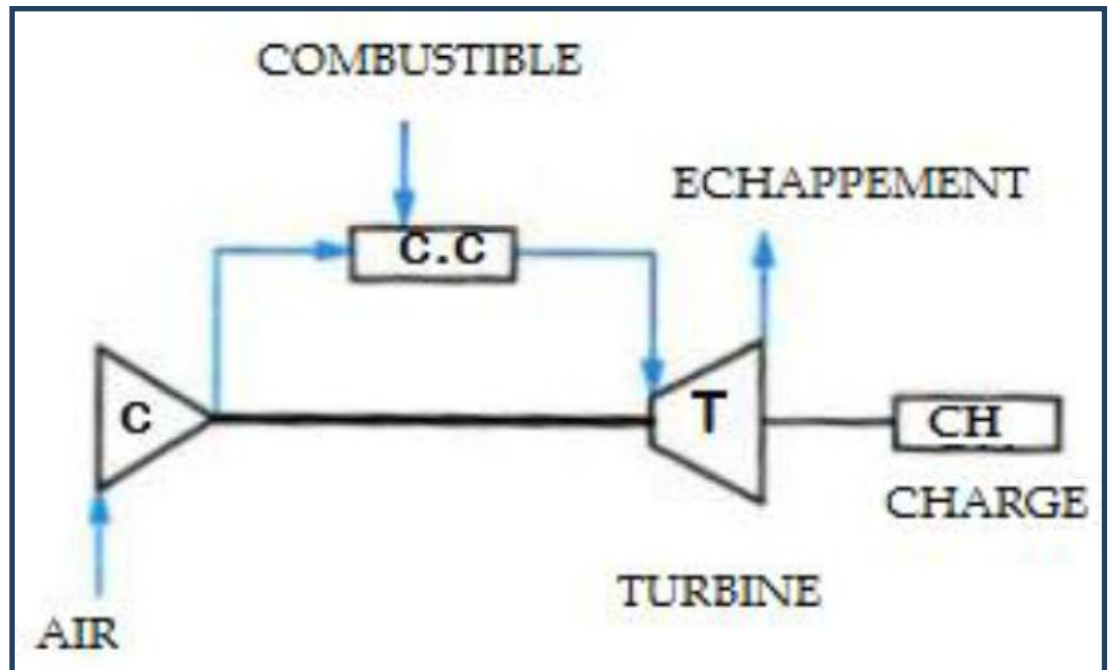 COMBUSTIBLE
ECHAPPEMENT
C.C
C
T
CH
CHARGE
TURBINE
AIR